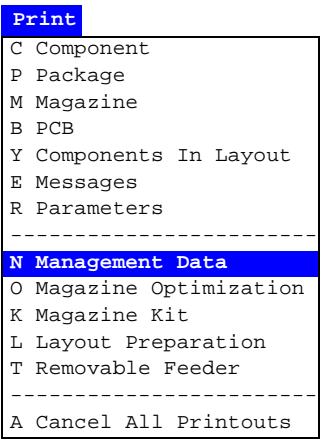 Print
C Component
P Package
M Magazine
B PCB
Y Components In Layout
E Messages
R Parameters
------------------------
N Management Data
O Magazine Optimization
K Magazine Kit
L Layout Preparation
T Removable Feeder
------------------------
A Cancel All Printouts